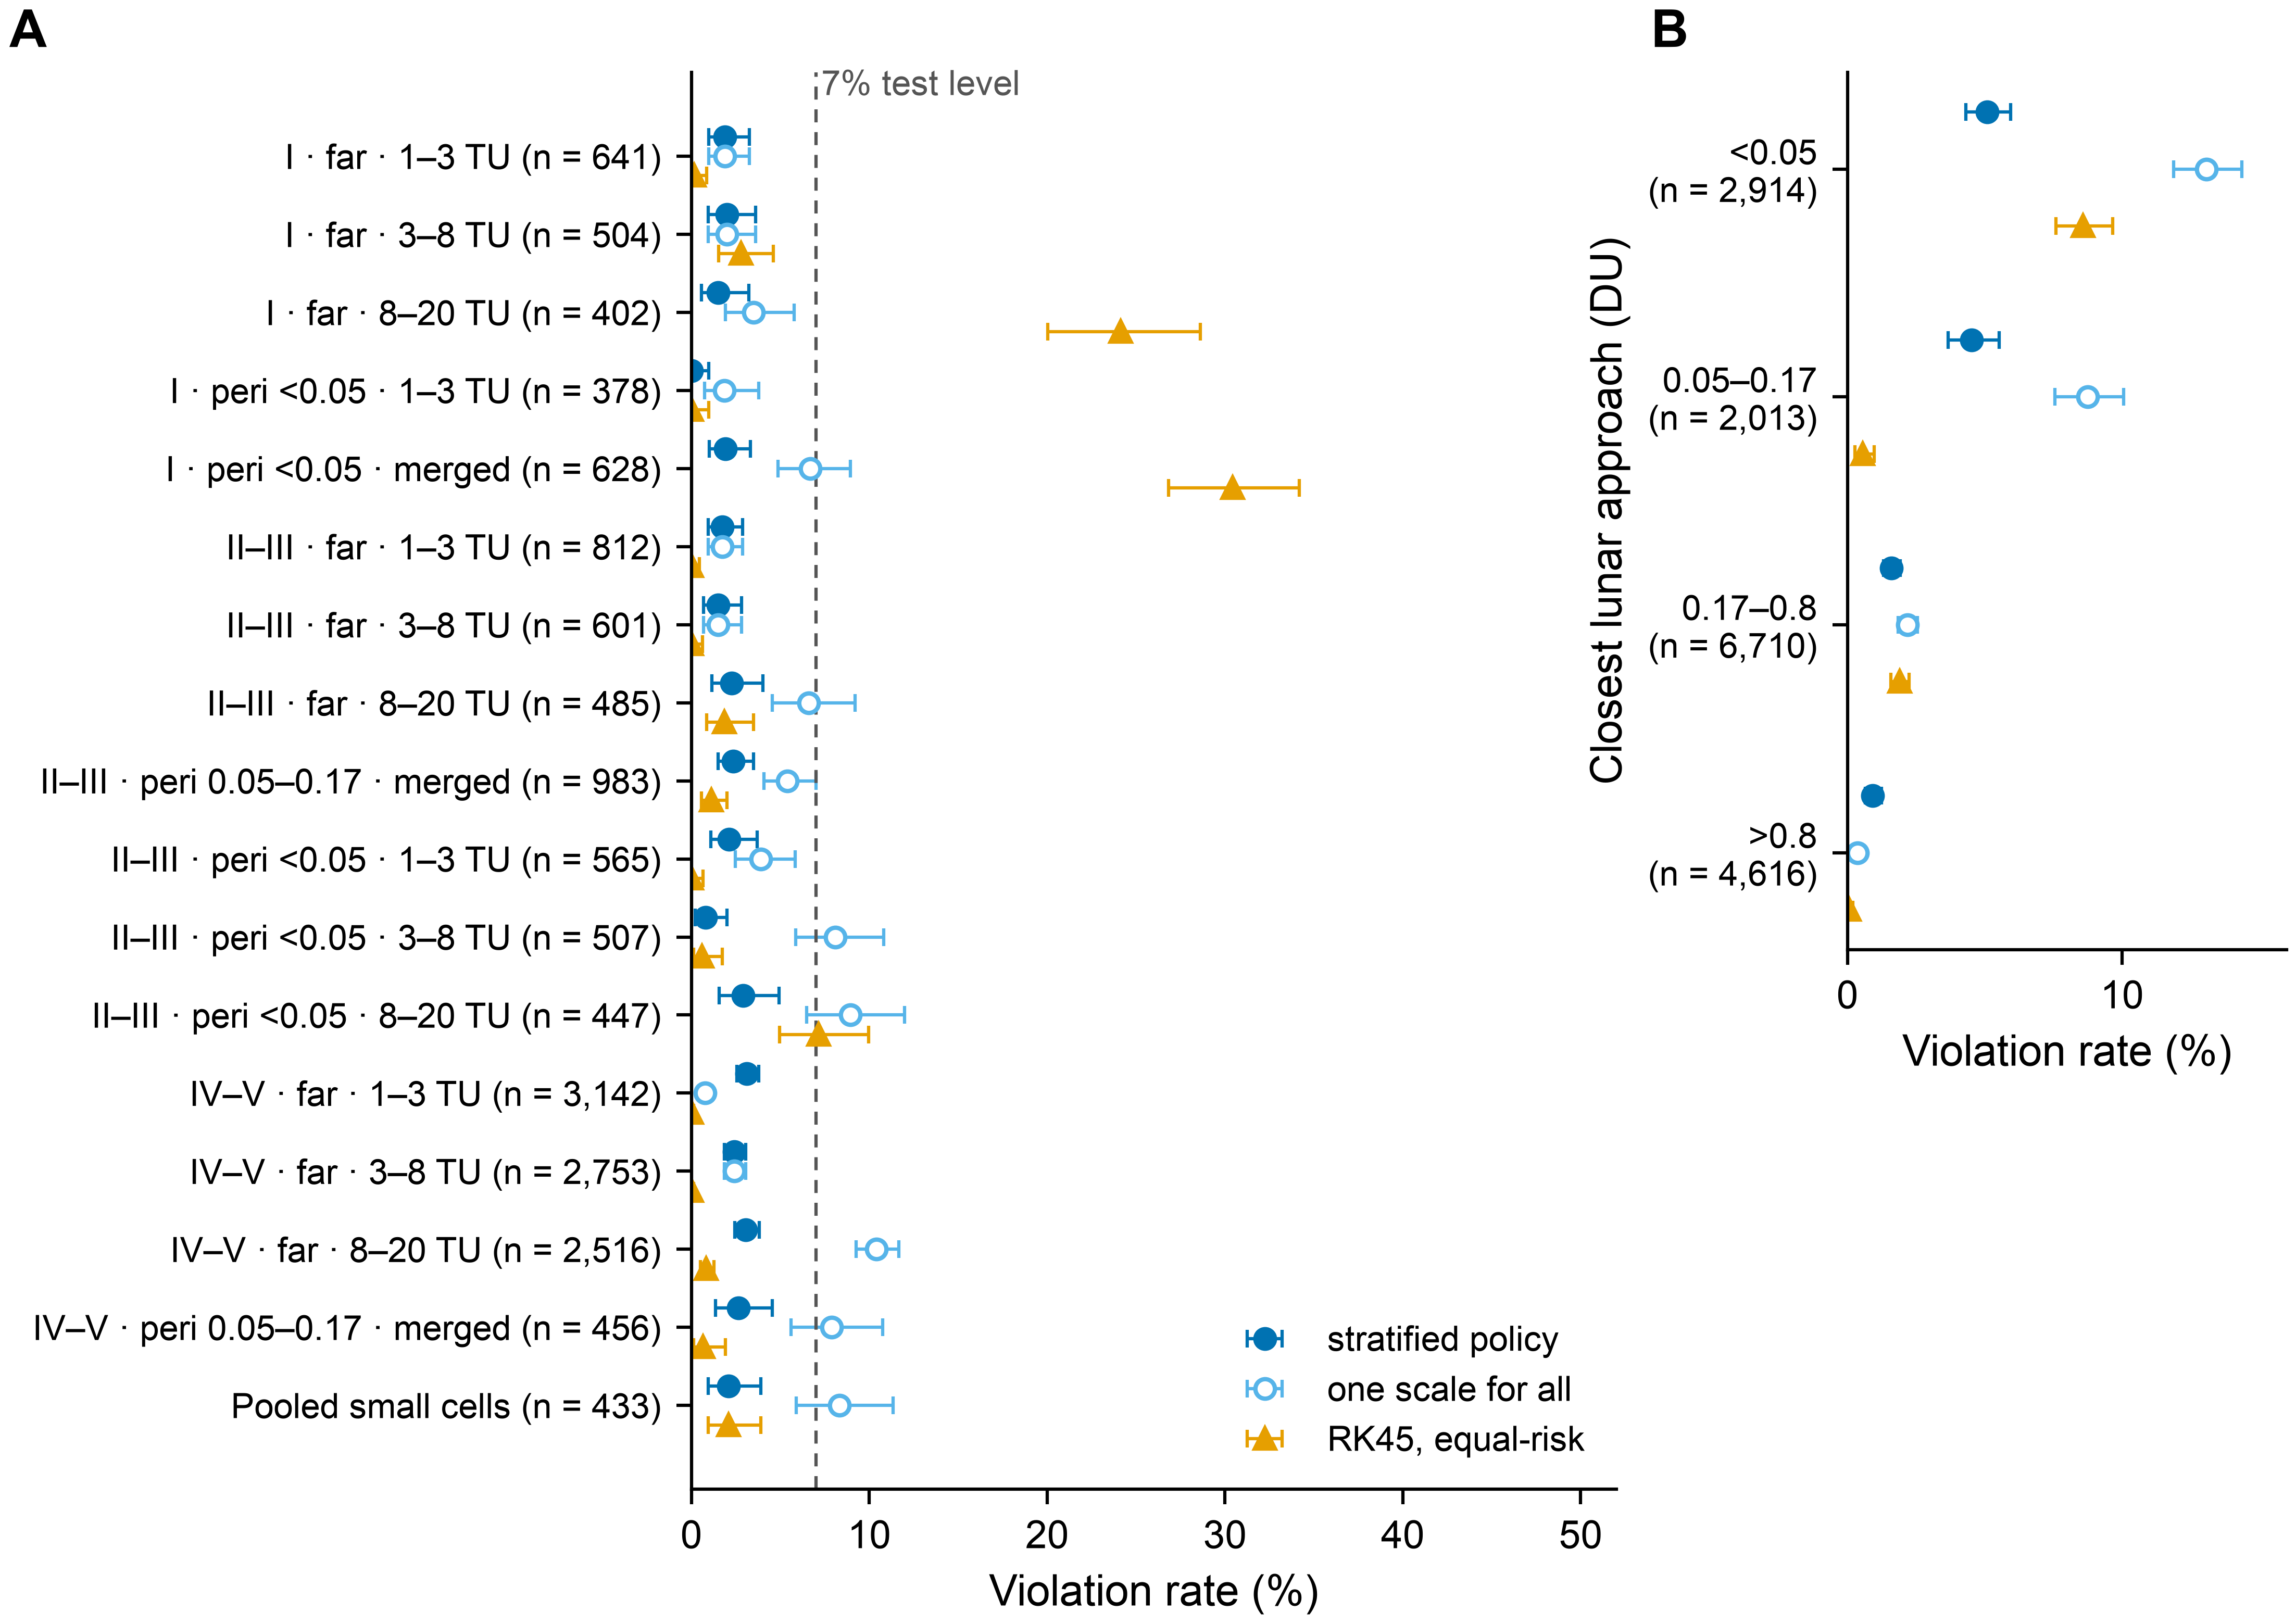 A
7% test level
I · far · 1–3 TU (n = 641)
I · far · 3–8 TU (n = 504)
I · far · 8–20 TU (n = 402)
I · peri <0.05 · 1–3 TU (n = 378)
I · peri <0.05 · merged (n = 628)
II–III · far · 1–3 TU (n = 812)
II–III · far · 3–8 TU (n = 601)
II–III · far · 8–20 TU (n = 485)
II–III · peri 0.05–0.17 · merged (n = 983)
II–III · peri <0.05 · 1–3 TU (n = 565)
II–III · peri <0.05 · 3–8 TU (n = 507)
II–III · peri <0.05 · 8–20 TU (n = 447)
IV–V · far · 1–3 TU (n = 3,142)
IV–V · far · 3–8 TU (n = 2,753)
IV–V · far · 8–20 TU (n = 2,516)
IV–V · peri 0.05–0.17 · merged (n = 456)
Pooled small cells (n = 433)
stratified policy
one scale for all
RK45, equal-risk
0 10 20 30 40 50
Violation rate (%)
B
Closest lunar approach (DU)
<0.05
(n = 2,914)
0.05–0.17
(n = 2,013)
0.17–0.8
(n = 6,710)
>0.8
(n = 4,616)
0 10
Violation rate (%)